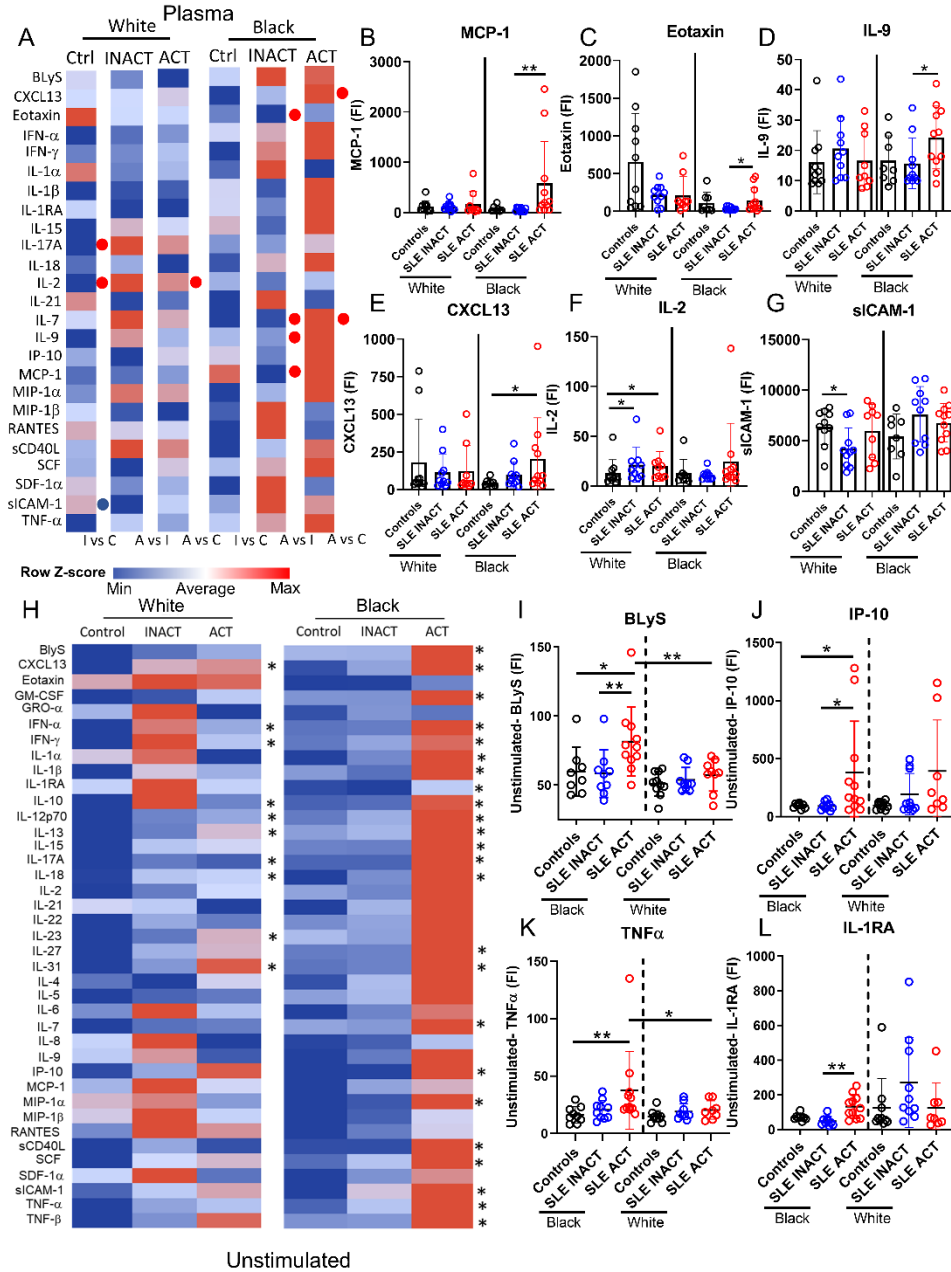 Plasma
A
White
Black
Ctrl INACT ACT
Ctrl INACT ACT
BLyS
CXCL13
Eotaxin
IFN-α
IFN-γ
IL-1α
IL-1β
IL-1RA
IL-15
IL-17A
IL-18
IL-2
IL-21
IL-7
IL-9
IP-10
MCP-1
MIP-1α
MIP-1β
RANTES
sCD40L
SCF
SDF-1α
sICAM-1
TNF-α
I vs C A vs C I vs C A vs I A vs C
Row Z-score
Min Average Max
B
MCP-1
MCP-1 (FI)
3000
2000
1000
0
Controls
SLE INACT
SLE ACT
Controls
SLE INACT
SLE ACT
White
Black
**
C
Eotaxin
Eotaxin (FI)
2000
1500
1000
500
0
Controls
SLE INACT
SLE ACT
Controls
SLE INACT
SLE ACT
White
Black
*
D
IL-9
IL-9 (FI)
50
40
30
20
10
0
Controls
SLE INACT
SLE ACT
Controls
SLE INACT
SLE ACT
White
Black
*
E
CXCL13
CXCL13 (FI)
1000
750
500
250
0
Controls
SLE INACT
SLE ACT
Controls
SLE INACT
SLE ACT
White
Black
*
F
IL-2
IL-2 (FI)
150
100
50
0
Controls
SLE INACT
SLE ACT
Controls
SLE INACT
SLE ACT
White
Black
*
*
G
sICAM-1
sICAM-1 (FI)
15000
10000
5000
0
Controls
SLE INACT
SLE ACT
Controls
SLE INACT
SLE ACT
White
Black
*
H
White
Black
Control INACT ACT
Control INACT ACT
BlyS *
CXCL13 * *
Eotaxin
GM-CSF *
GRO-α
IFN-α * *
IFN-γ * *
IL-1α *
IL-1β *
IL-1RA *
IL-10 * *
IL-12p70 * *
IL-13 * *
IL-15 *
IL-17A * *
IL-18 * *
IL-2
IL-21
IL-22
IL-23 *
IL-27 *
IL-31 * *
IL-4
IL-5
IL-6
IL-7 *
IL-8
IL-9
IP-10 *
MCP-1
MIP-1α *
MIP-1β
RANTES
sCD40L *
SCF *
SDF-1α
sICAM-1 *
TNF-α *
TNF-β *
Unstimulated
I
BLyS
Unstimulated- BLyS (FI)
150
100
50
Controls
SLE INACT
SLE ACT
Controls
SLE INACT
SLE ACT
Black
White
*
**
**
J
IP-10
Unstimulated- IP-10 (FI)
1500
1000
500
0
Controls
SLE INACT
SLE ACT
Controls
SLE INACT
SLE ACT
Black
White
*
*
K
TNFα
Unstimulated- TNFα (FI)
150
100
50
0
Controls
SLE INACT
SLE ACT
Controls
SLE INACT
SLE ACT
Black
White
**
*
L
IL-1RA
Unstimulated- IL-1RA (FI)
1000
800
600
400
200
0
Controls
SLE INACT
SLE ACT
Controls
SLE INACT
SLE ACT
Black
White
**